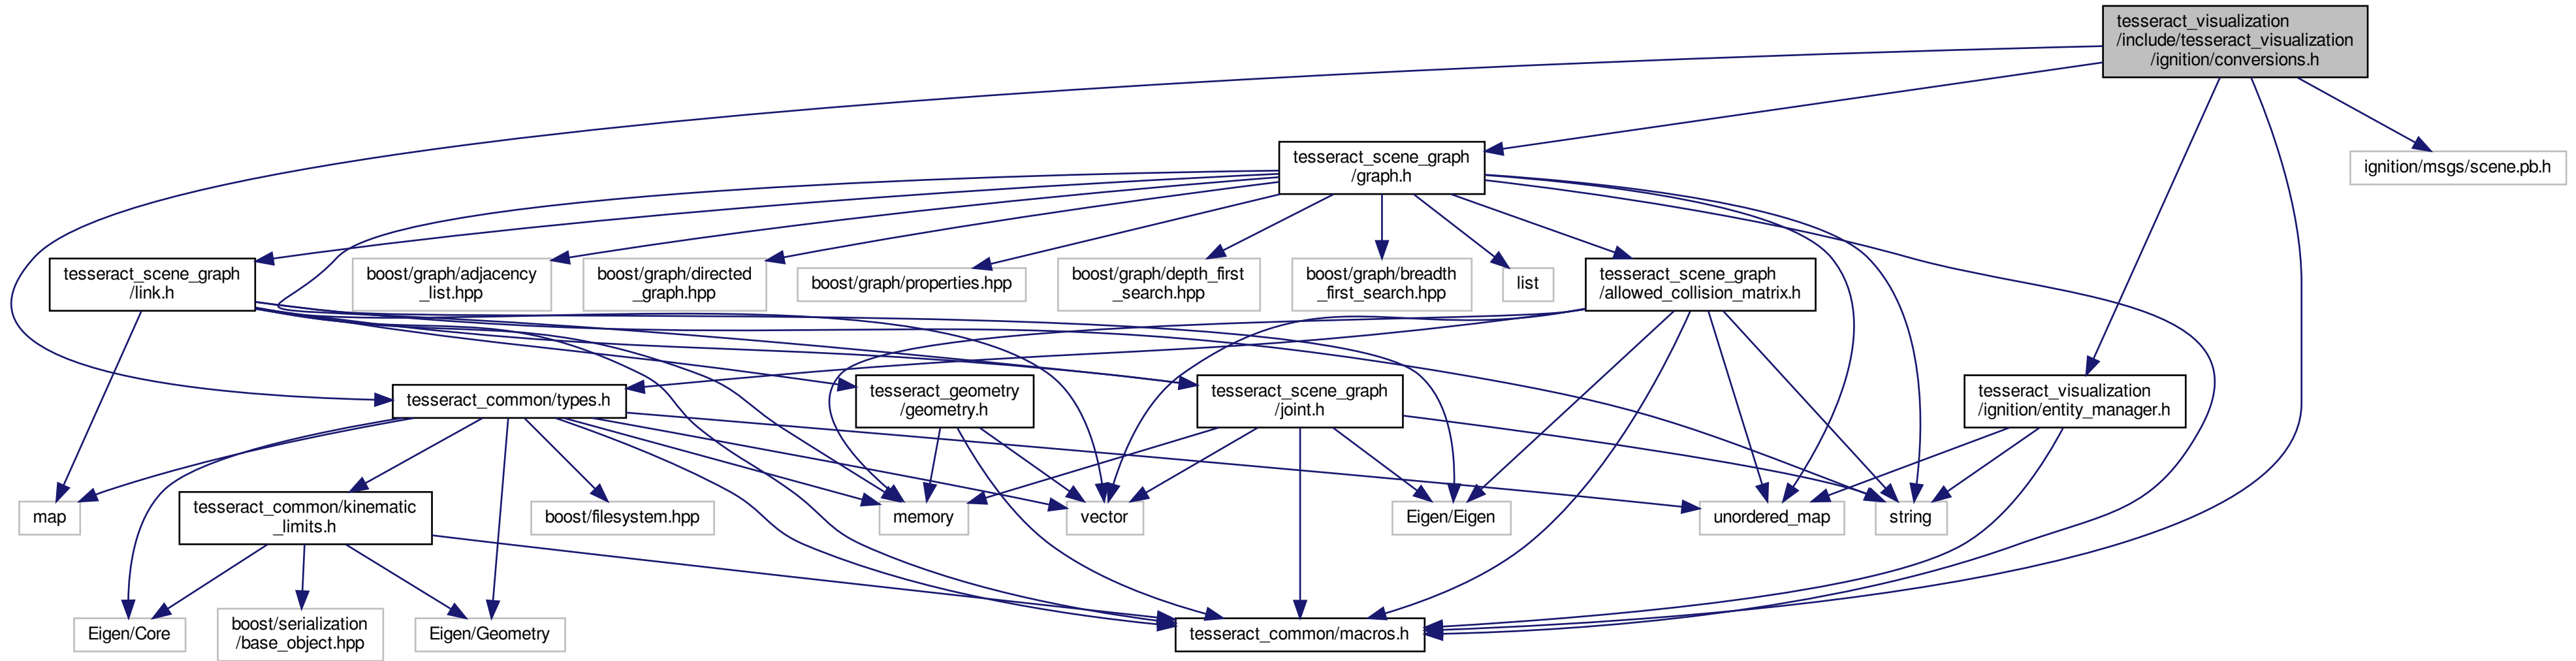 tesseract_visualization
/include/tesseract_visualization
/ignition/conversions.h
tesseract_scene_graph
/graph.h
ignition/msgs/scene.pb.h
tesseract_scene_graph
/link.h
boost/graph/adjacency
_list.hpp
boost/graph/directed
_graph.hpp
boost/graph/properties.hpp
boost/graph/depth_first
_search.hpp
boost/graph/breadth
_first_search.hpp
list
tesseract_scene_graph
/allowed_collision_matrix.h
tesseract_common/types.h
tesseract_geometry
/geometry.h
tesseract_scene_graph
/joint.h
tesseract_visualization
/ignition/entity_manager.h
map
tesseract_common/kinematic
_limits.h
boost/filesystem.hpp
memory
vector
Eigen/Eigen
unordered_map
string
Eigen/Core
boost/serialization
/base_object.hpp
Eigen/Geometry
tesseract_common/macros.h